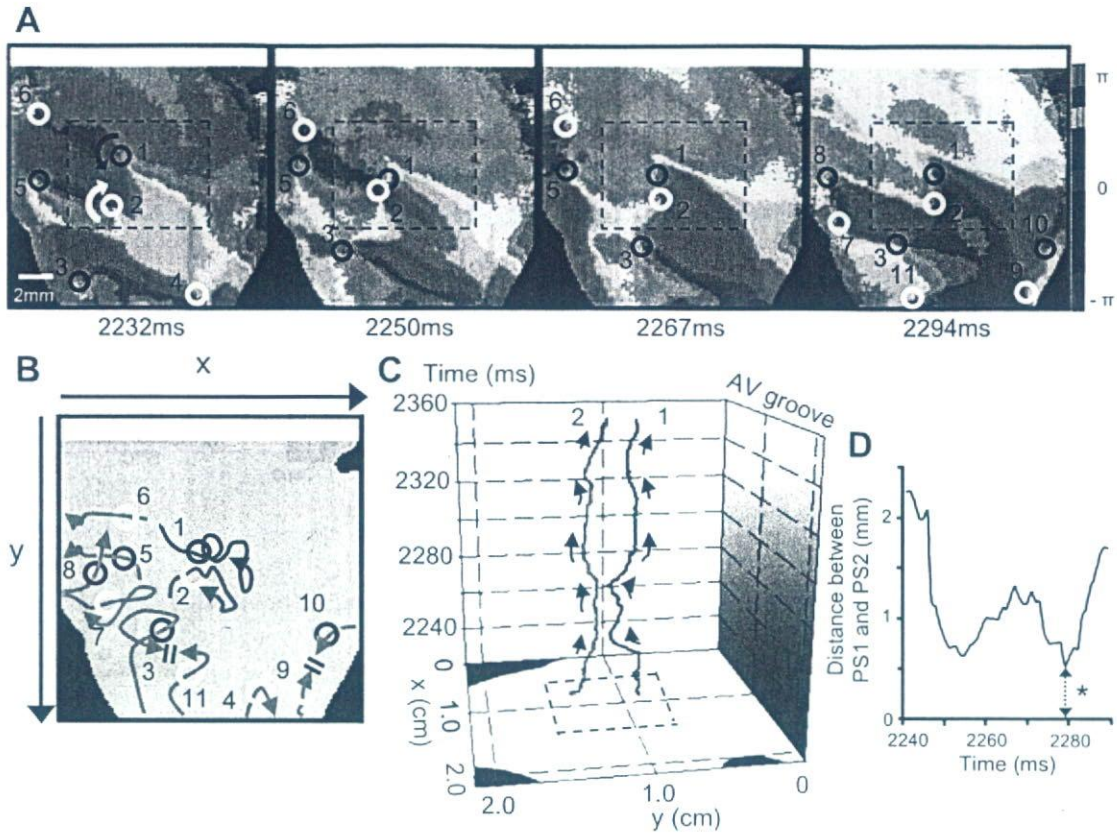 A
6
1
5
2
3
4
2mm
6
5
1
2
3
6
5
1
2
3
8
1
2
7
3
10
11
9
π
0
- π
2232ms
2250ms
2267ms
2294ms
B
x
y
6
1
5
8
2
7
10
3
11
4
9
C
Time (ms)
AV groove
2360
2320
2280
2240
2
1
0
1.0
2.0
x (cm)
2.0
1.0
0
y (cm)
D
Distance between
PS1 and PS2 (mm)
2
1
0
*
2240
2260
2280
Time (ms)